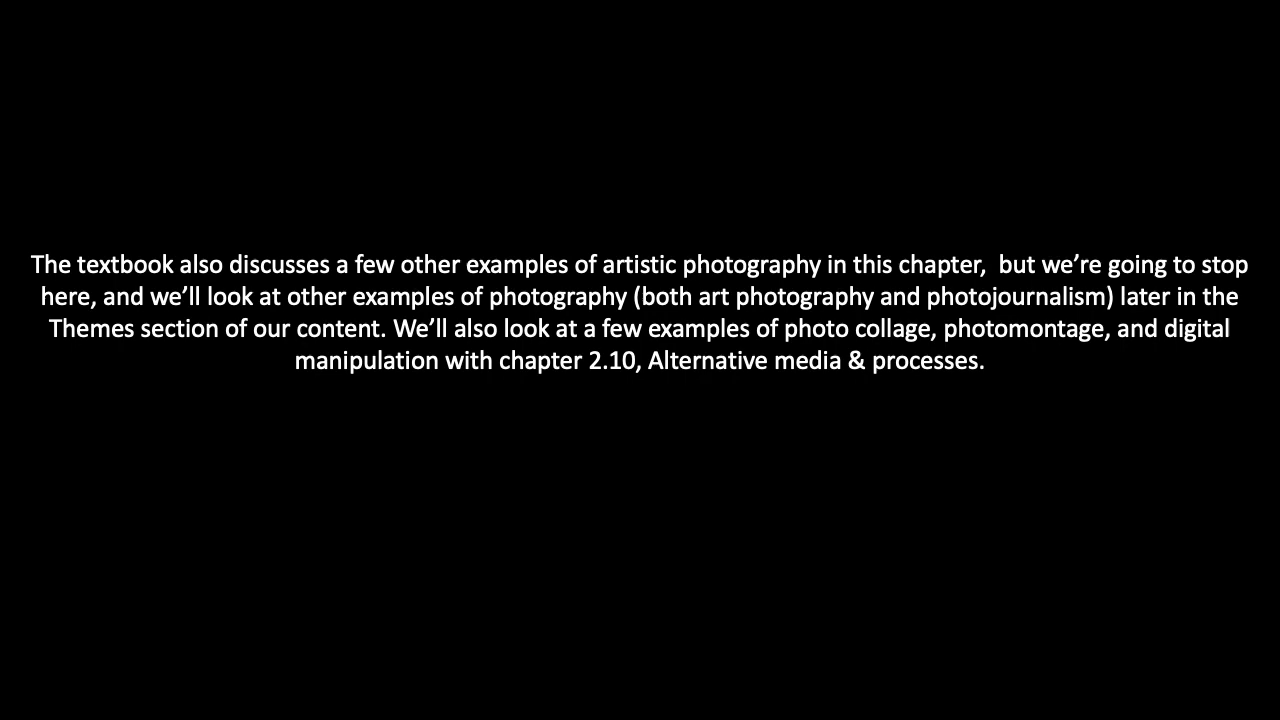 The textbook also discusses a few other examples of artistic photography in this chapter,  but we’re going to stop
here, and we’ll look at other examples of photography (both art photography and photojournalism) later in the
Themes section of our content. We’ll also look at a few examples of photo collage, photomontage, and digital
manipulation with chapter 2.10, Alternative media & processes.